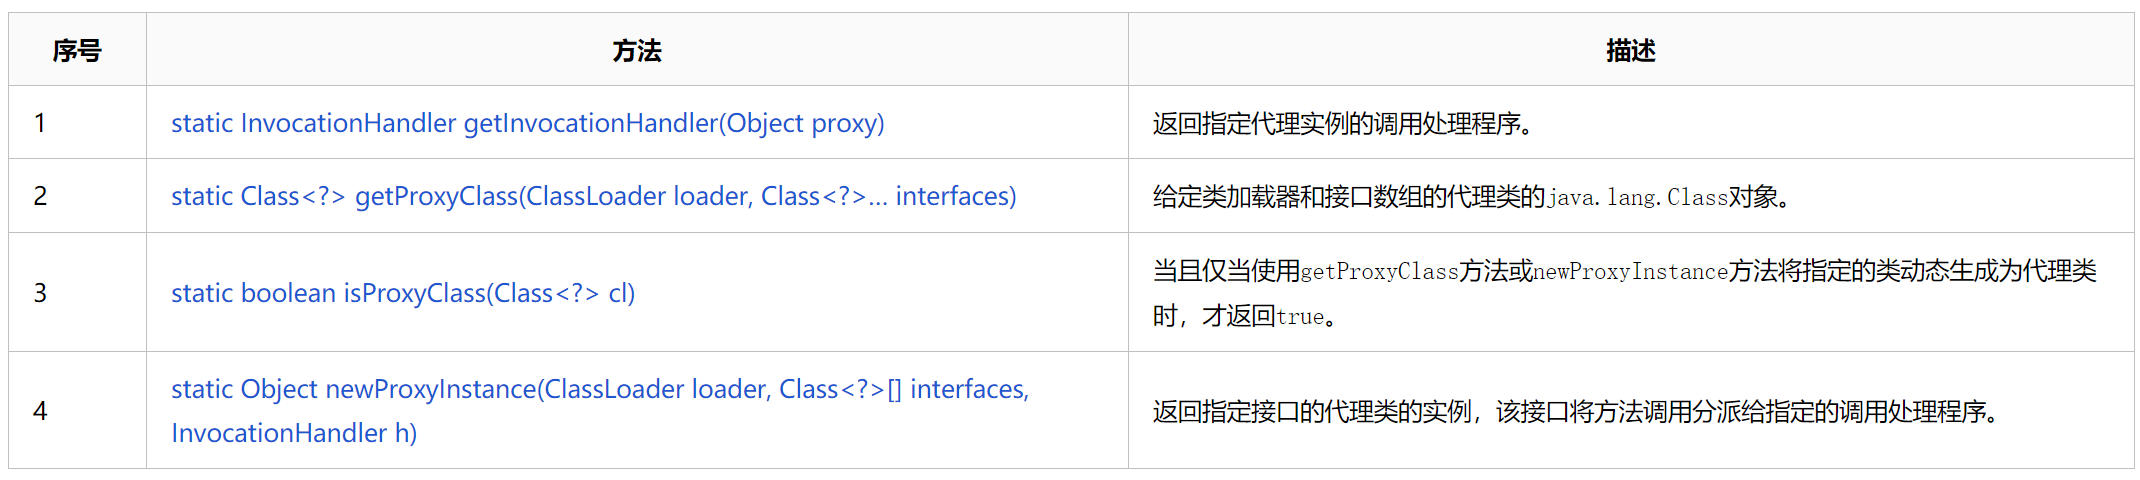 序号 方法 描述
1 static InvocationHandler getInvocationHandler(Object proxy) 返回指定代理实例的调用处理程序。
2 static Class<?> getProxyClass(ClassLoader loader, Class<?>... interfaces) 给定类加载器和接口数组的代理类的java.lang.Class对象。
3 static boolean isProxyClass(Class<?> cl) 当且仅当使用getProxyClass方法或newProxyInstance方法将指定的类动态生成为代理类
时，才返回true。
4 static Object newProxyInstance(ClassLoader loader, Class<?>[] interfaces,
InvocationHandler h) 返回指定接口的代理类的实例，该接口将方法调用分派给指定的调用处理程序。